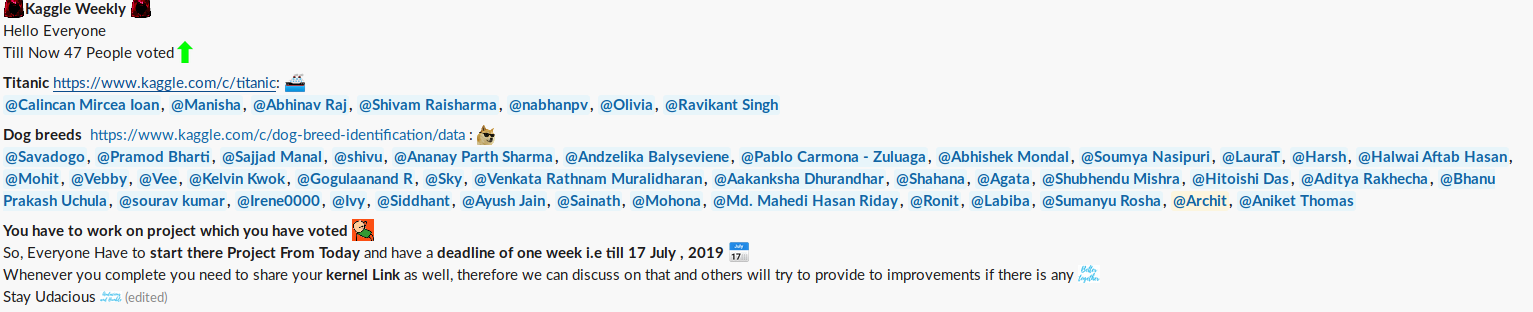 Kaggle Weekly
Hello Everyone
Till Now 47 People voted
Titanic https://www.kaggle.com/c/titanic:
@Calincan Mircea Ioan, @Manisha, @Abhinav Raj, @Shivam Raisharma, @nabhanpv, @Olivia, @Ravikant Singh
Dog breeds https://www.kaggle.com/c/dog-breed-identification/data :
@Savadogo, @Pramod Bharti, @Sajjad Manal, @shivu, @Ananay Parth Sharma, @Andzelika Balyseviene, @Pablo Carmona - Zuluaga, @Abhishek Mondal, @Soumya Nasipuri, @LauraT, @Harsh, @Halwai Aftab Hasan,
@Mohit, @Vebby, @Vee, @Kelvin Kwok, @Gogulaanand R, @Sky, @Venkata Rathnam Muralidharan, @Aakanksha Dhurandhar, @Shahana, @Agata, @Shubhendu Mishra, @Hitoishi Das, @Aditya Rakhecha, @Bhanu
Prakash Uchula, @sourav kumar, @Irene0000, @Ivy, @Siddhant, @Ayush Jain, @Sainath, @Mohona, @Md. Mahedi Hasan Riday, @Ronit, @Labiba, @Sumanyu Rosha, @Archit, @Aniket Thomas
You have to work on project which you have voted
So, Everyone Have to start there Project From Today and have a deadline of one week i.e till 17 July , 2019 July 17
Whenever you complete you need to share your kernel Link as well, therefore we can discuss on that and others will try to provide to improvements if there is any Better together
Stay Udacious (edited)